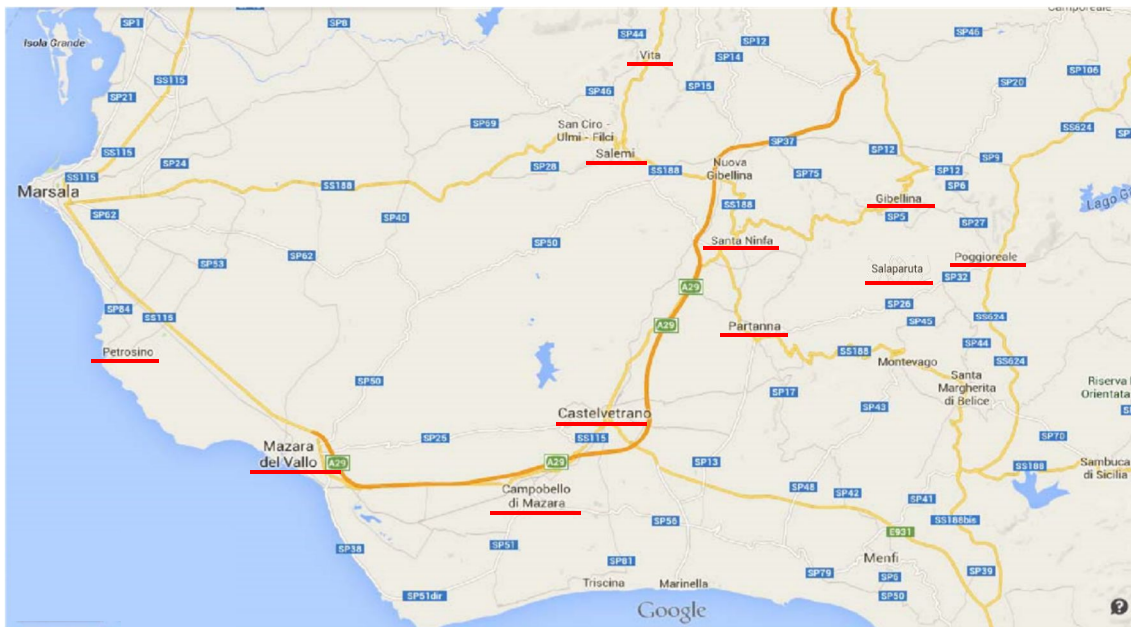 Camporeale
SP1
SP8
SP44
SP46
Isola Grande
SP12
Vita
SP14
SS115
SP20
SP106
SP15
SP46
SP21
SP69
San Ciro -
Ulmi - Filci
SS624
SP37
SS115
SP24
Salemi
SP28
SP12
SP9
Nuova
Gibellina
SS188
SP75
SP12
SP6
SS115
Marsala
SS188
SS188
Gibellina
SP5
SP62
SP40
SP27
SP50
Santa Ninfa
SP62
SP53
Poggioreale
Salaparuta
SP32
A29
SP84
SS115
SP26
SS624
A29
Partanna
SP45
SP44
Petrosino
SS188
Montevago
SS624
SP50
Santa
Margherita
di Belice
SP17
SP43
Castelvetrano
SS115
SP26
SP70
Mazara
del Vallo
A29
A29
SP13
SS188
Sambuca
di Sicilia
Campobello
di Mazara
SP48
SP42
SP41
SP56
SS188bis
E931
SP38
SP51
SP81
Menfi
Triscina
Marinella
SP79
SP6
SP39
SP51dir
SP50
Google